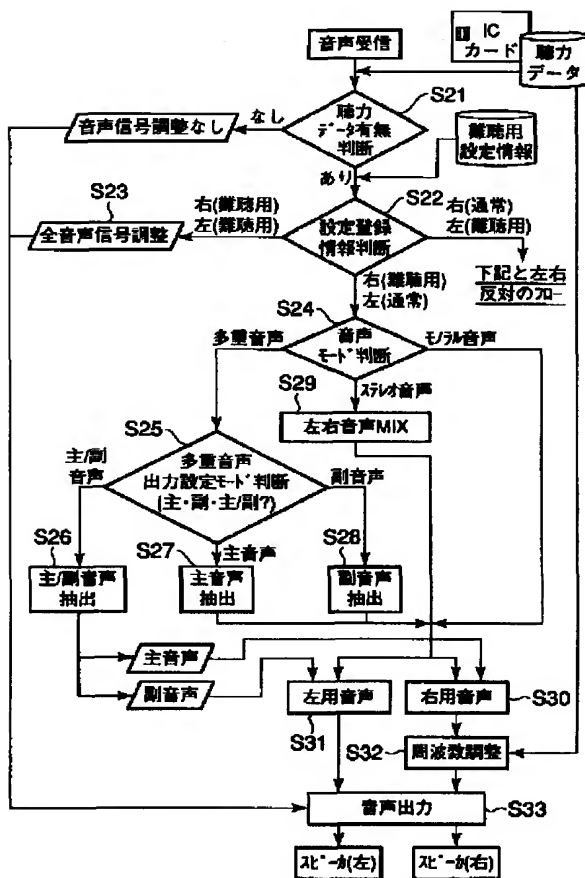 音声受信
IC
カード
聴力
データ
S21
聴力
データ有無
判断
なし
音声信号調整なし
あり
難聴用
設定情報
S22
設定登録
情報判断
S23
右(難聴用)
左(難聴用)
全音声信号調整
右(通常)
左(難聴用)
下記と左右
反対のフロー
右(難聴用)
左(通常)
S24
音声
モード判断
多重音声
モノラル音声
ステレオ音声
S29
左右音声MIX
S25
多重音声
出力設定モード判断
(主・副・主/副?)
主/副
音声
副音声
主音声
S26
主/副音声
抽出
S27
主音声
抽出
S28
副音声
抽出
主音声
副音声
左用音声
S31
右用音声
S30
S32
周波数調整
音声出力
S33
スピーカ(左)
スピーカ(右)